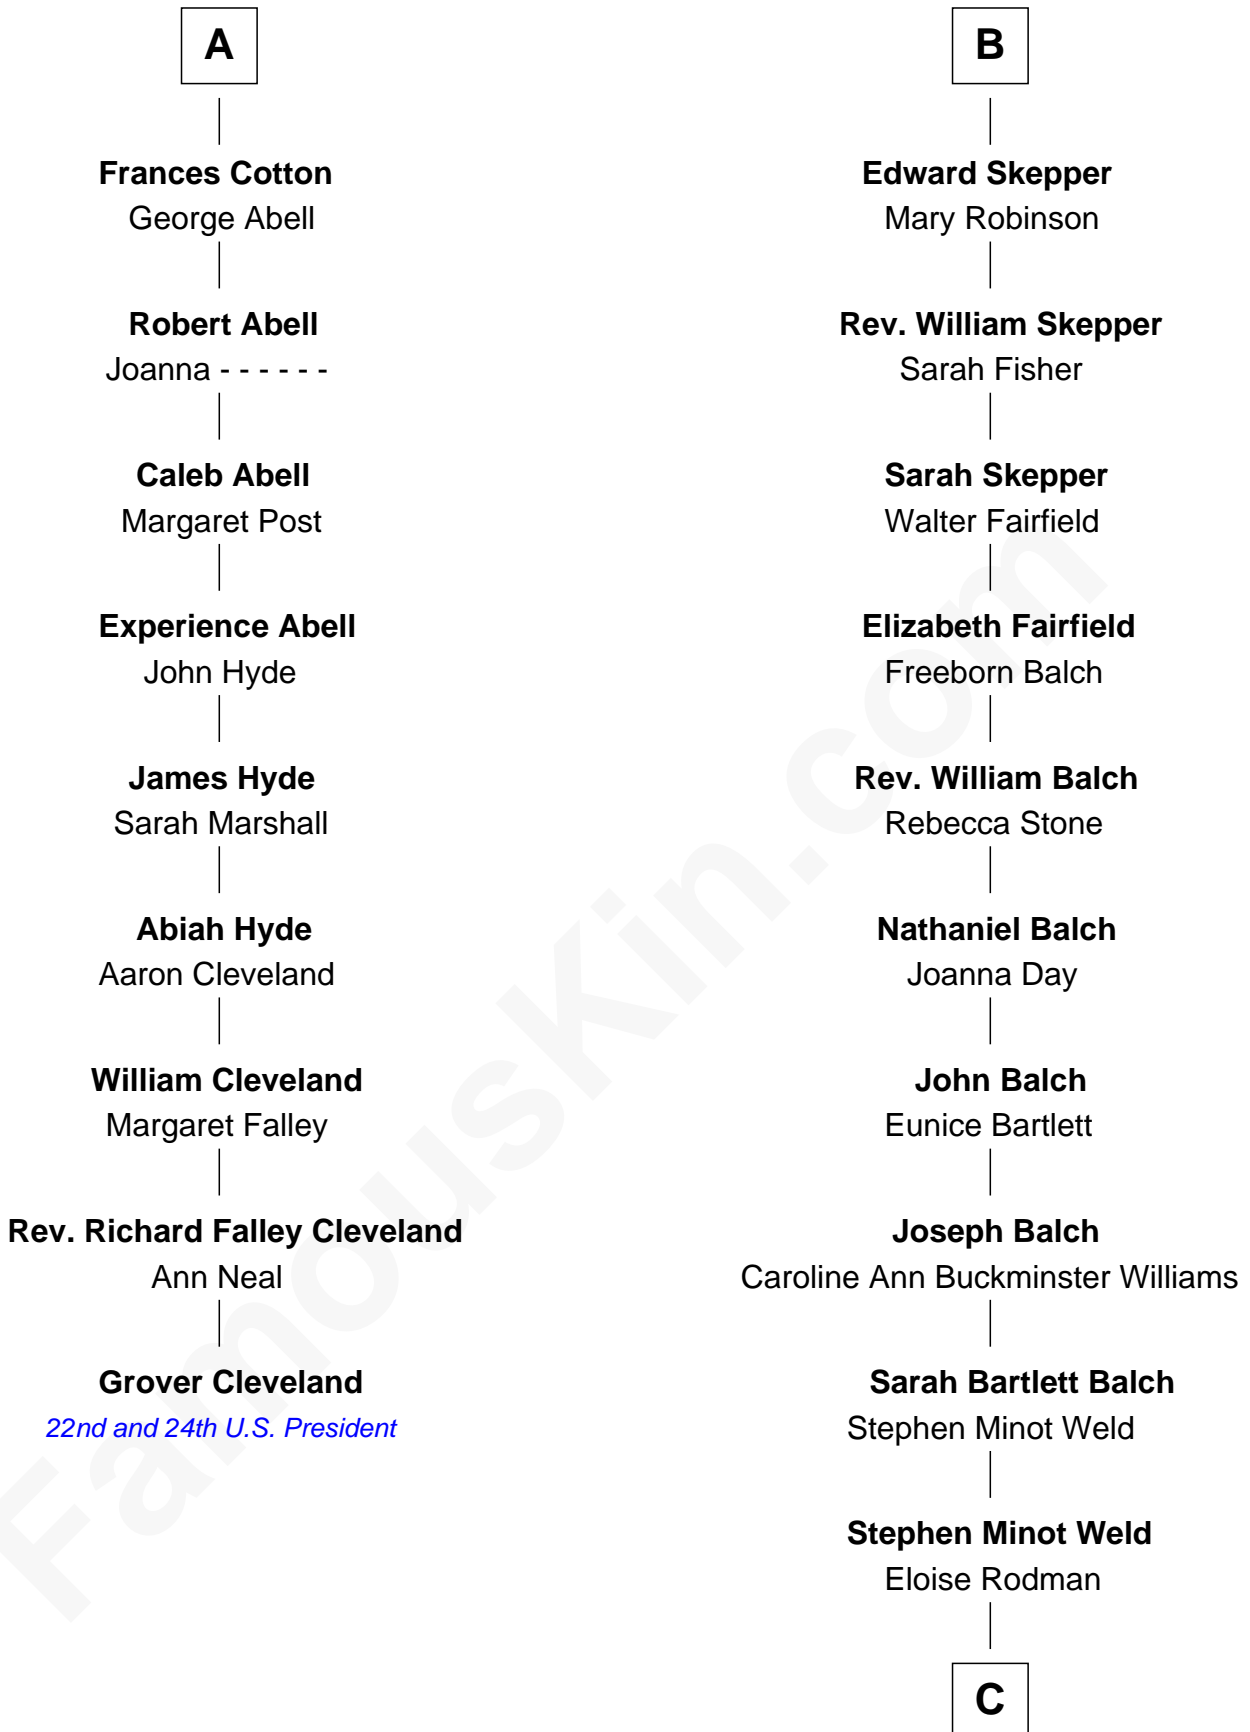 A
Frances Cotton
George Abell
Robert Abell
Joanna - - - - - -
Caleb Abell
Margaret Post
Experience Abell
John Hyde
James Hyde
Sarah Marshall
Abiah Hyde
Aaron Cleveland
William Cleveland
Margaret Falley
Rev. Richard Falley Cleveland
Ann Neal
Grover Cleveland
22nd and 24th U.S. President
B
Edward Skepper
Mary Robinson
Rev. William Skepper
Sarah Fisher
Sarah Skepper
Walter Fairfield
Elizabeth Fairfield
Freeborn Balch
Rev. William Balch
Rebecca Stone
Nathaniel Balch
Joanna Day
John Balch
Eunice Bartlett
Joseph Balch
Caroline Ann Buckminster Williams
Sarah Bartlett Balch
Stephen Minot Weld
Stephen Minot Weld
Eloise Rodman
C
FamousKin.com